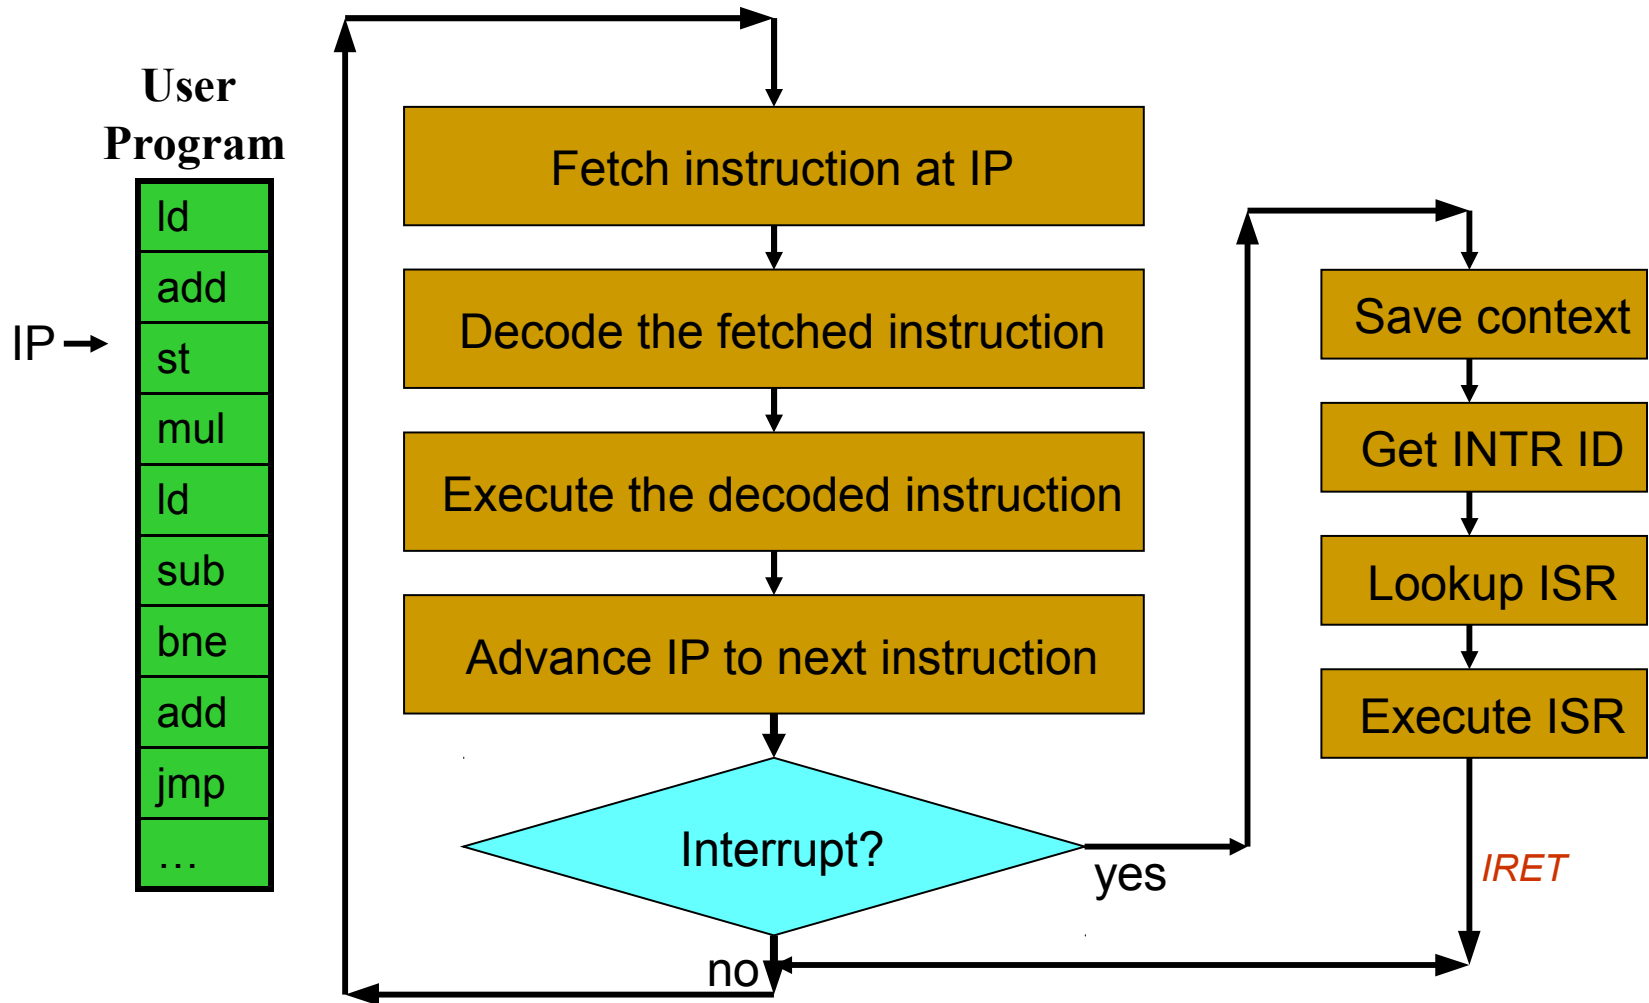 User
Program
ld
add
IP
st
mul
ld
sub
bne
add
jmp
…
Fetch instruction at IP
Decode the fetched instruction
Execute the decoded instruction
Advance IP to next instruction
Interrupt?
yes
no
Save context
Get INTR ID
Lookup ISR
Execute ISR
IRET